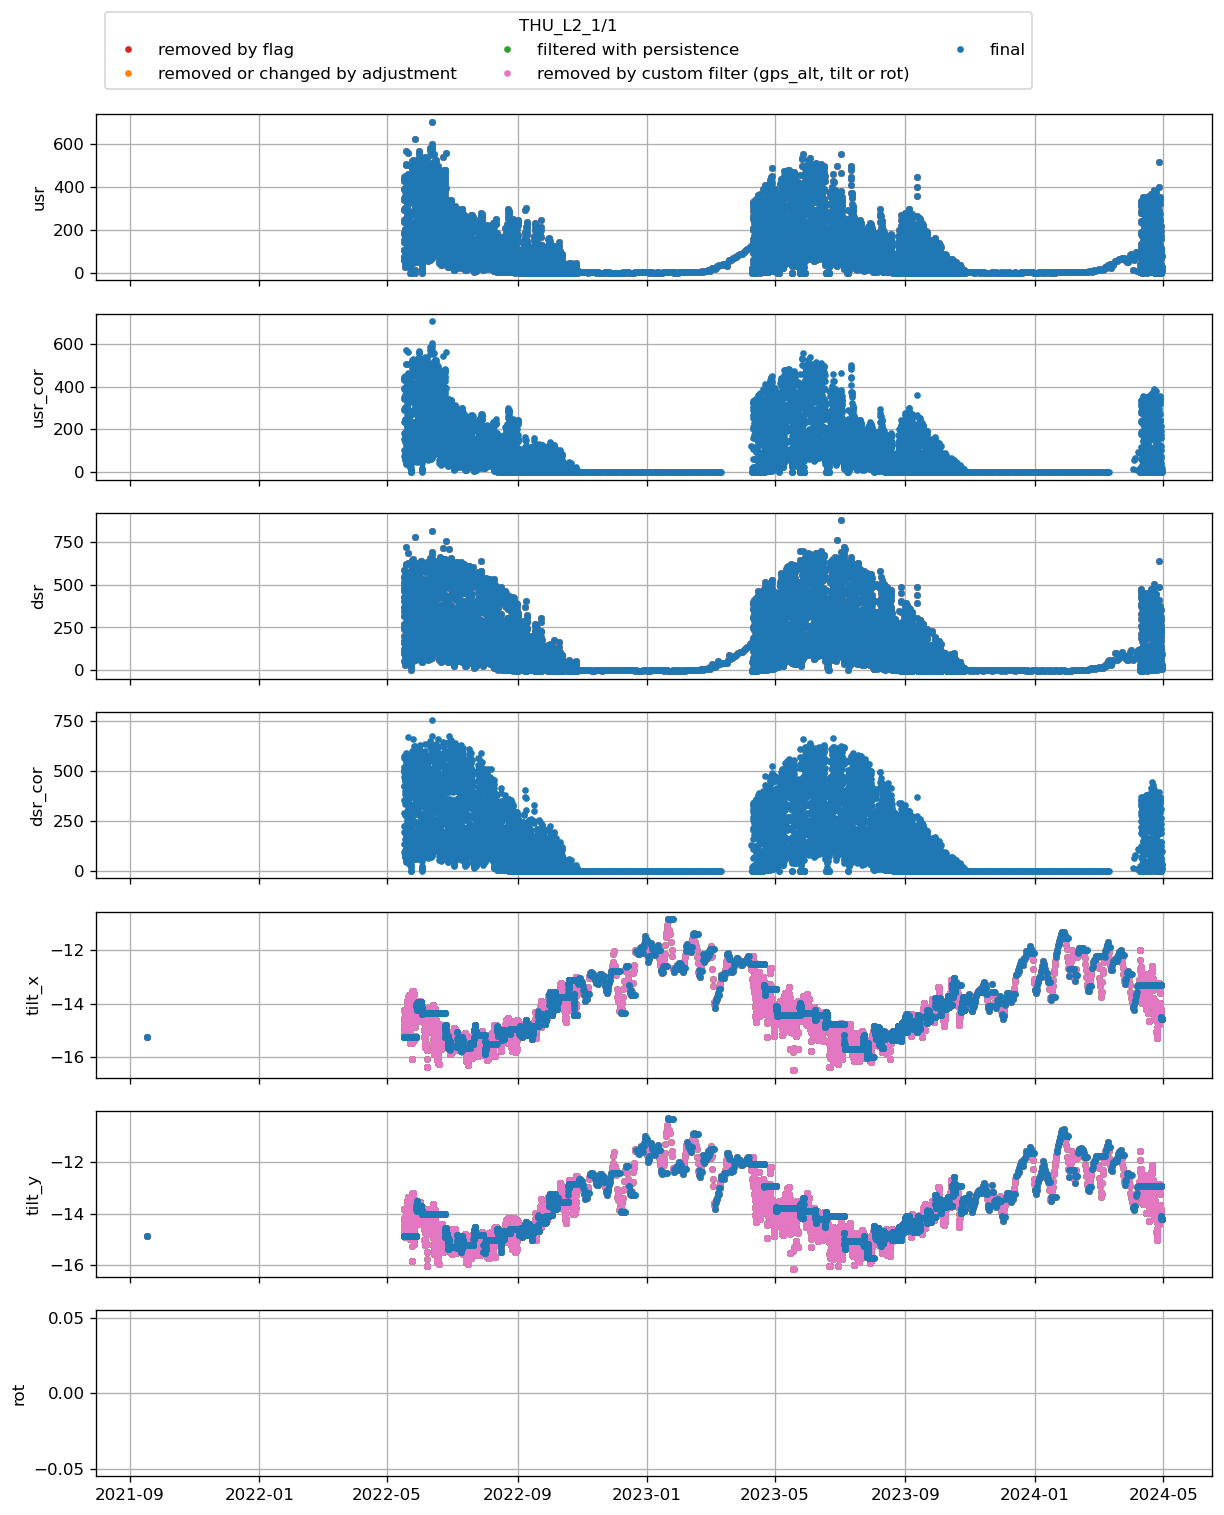 THU_L2_1/1
removed by flag
removed or changed by adjustment
filtered with persistence
removed by custom filter (gps_alt, tilt or rot)
final
usr
600
400
200
0
usr_cor
600
400
200
0
dsr
750
500
250
0
dsr_cor
750
500
250
0
tilt_x
−12
−14
−16
tilt_y
−12
−14
−16
rot
0.05
0.00
−0.05
2021-09 2022-01 2022-05 2022-09 2023-01 2023-05 2023-09 2024-01 2024-05